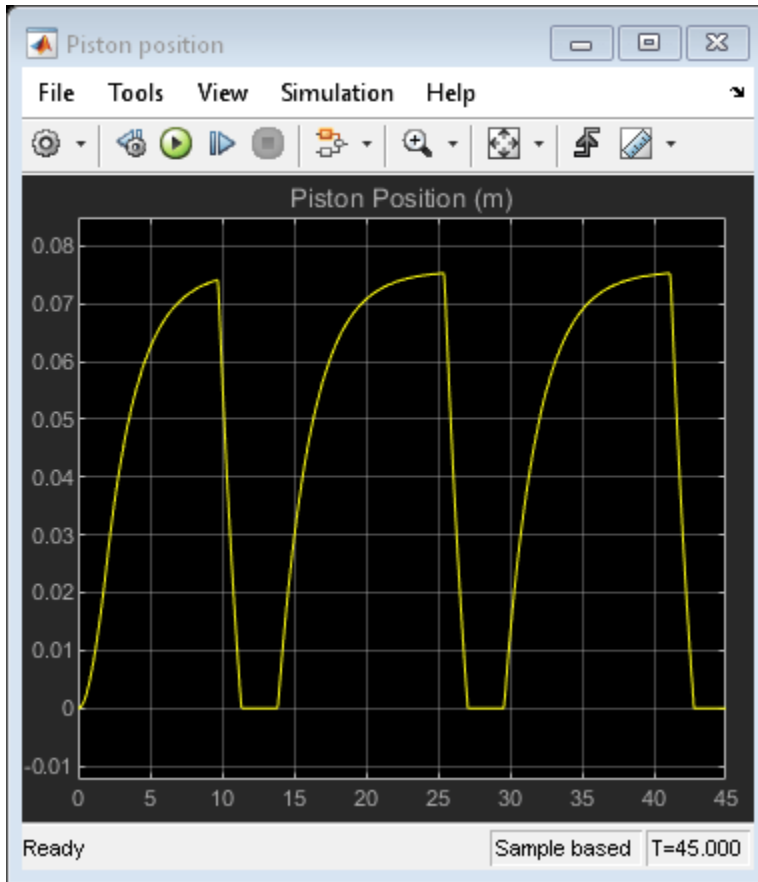 Piston position
File Tools View Simulation Help
Piston Position (m)
0.08
0.07
0.06
0.05
0.04
0.03
0.02
0.01
0
-0.01
0 5 10 15 20 25 30 35 40 45
Ready Sample based T=45.000